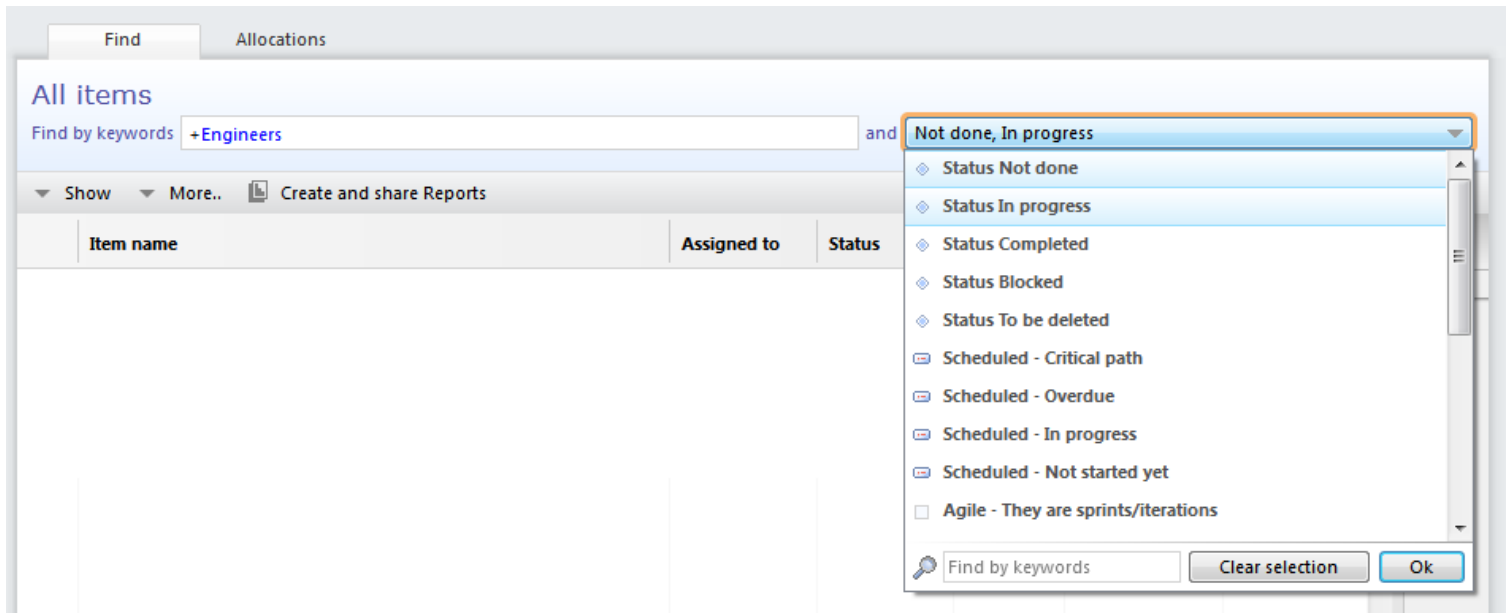 Find Allocations
All items
Find by keywords +Engineers and Not done, In progress
Show More.. Create and share Reports
Item name Assigned to Status
Status Not done
Status In progress
Status Completed
Status Blocked
Status To be deleted
Scheduled - Critical path
Scheduled - Overdue
Scheduled - In progress
Scheduled - Not started yet
Agile - They are sprints/iterations
Find by keywords Clear selection Ok